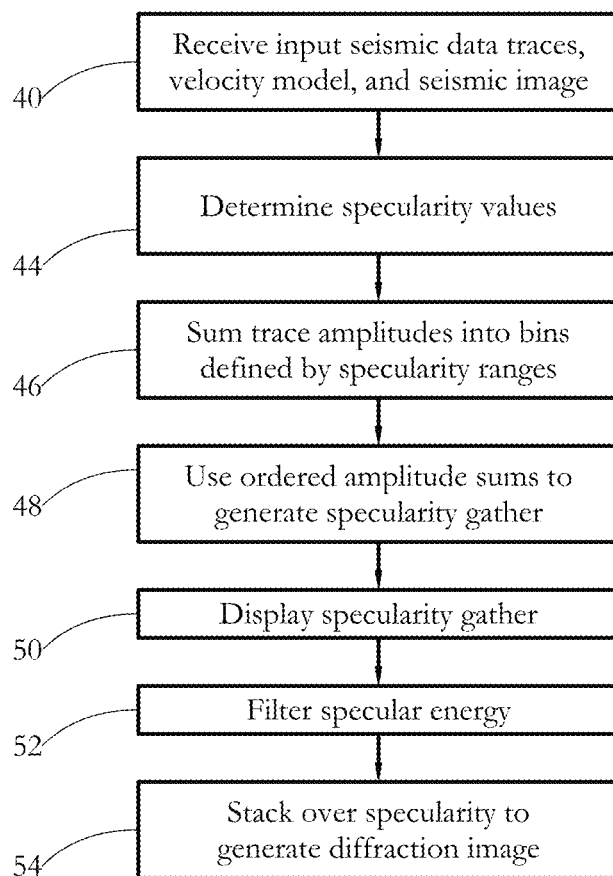 Receive input seismic data traces,
velocity model, and seismic image
40
Determine specularity values
44
Sum trace amplitudes into bins
defined by specularity ranges
46
Use ordered amplitude sums to
generate specularity gather
48
Display specularity gather
50
Filter specular energy
52
Stack over specularity to
generate diffraction image
54